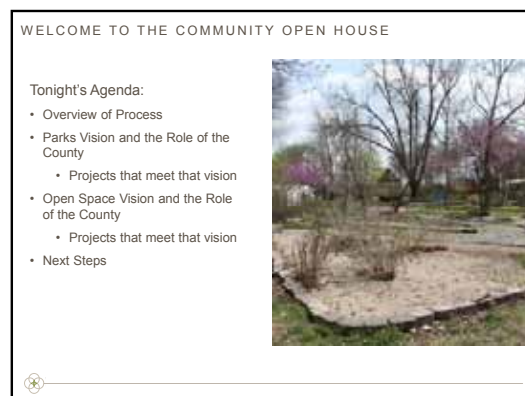 WELCOME TO THE COMMUNITY OPEN HOUSE
Tonight's Agenda:
• Overview of Process
• Parks Vision and the Role of the
County
• Projects that meet that vision
• Open Space Vision and the Role
of the County
• Projects that meet that vision
• Next Steps